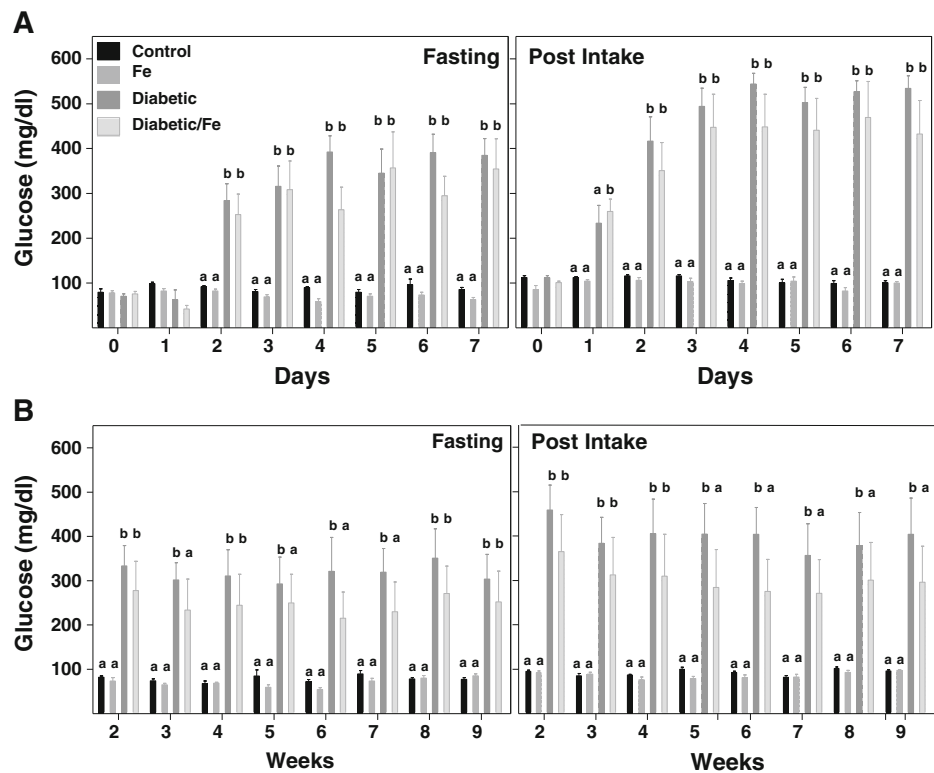 A
Glucose (mg/dl)
600
500
400
300
200
100
Control
Fe
Diabetic
Diabetic/Fe
Fasting
b b
b b
b b
b b
b b
b b
a a
a a
a a
a a
a a
a a
0 1 2 3 4 5 6 7
Days
Post Intake
a b
b b
b b
b b
b b
b b
b b
a a
a a
a a
a a
a a
a a
a a
0 1 2 3 4 5 6 7
Days
B
Glucose (mg/dl)
600
500
400
300
200
100
Fasting
b b
b a
b b
b a
b a
b a
b b
b b
a a
a a
a a
a a
a a
a a
a a
a a
2 3 4 5 6 7 8 9
Weeks
Post Intake
b b
b b
b b
b a
b a
b a
b a
b a
a a
a a
a a
a a
a a
a a
a a
a a
2 3 4 5 6 7 8 9
Weeks